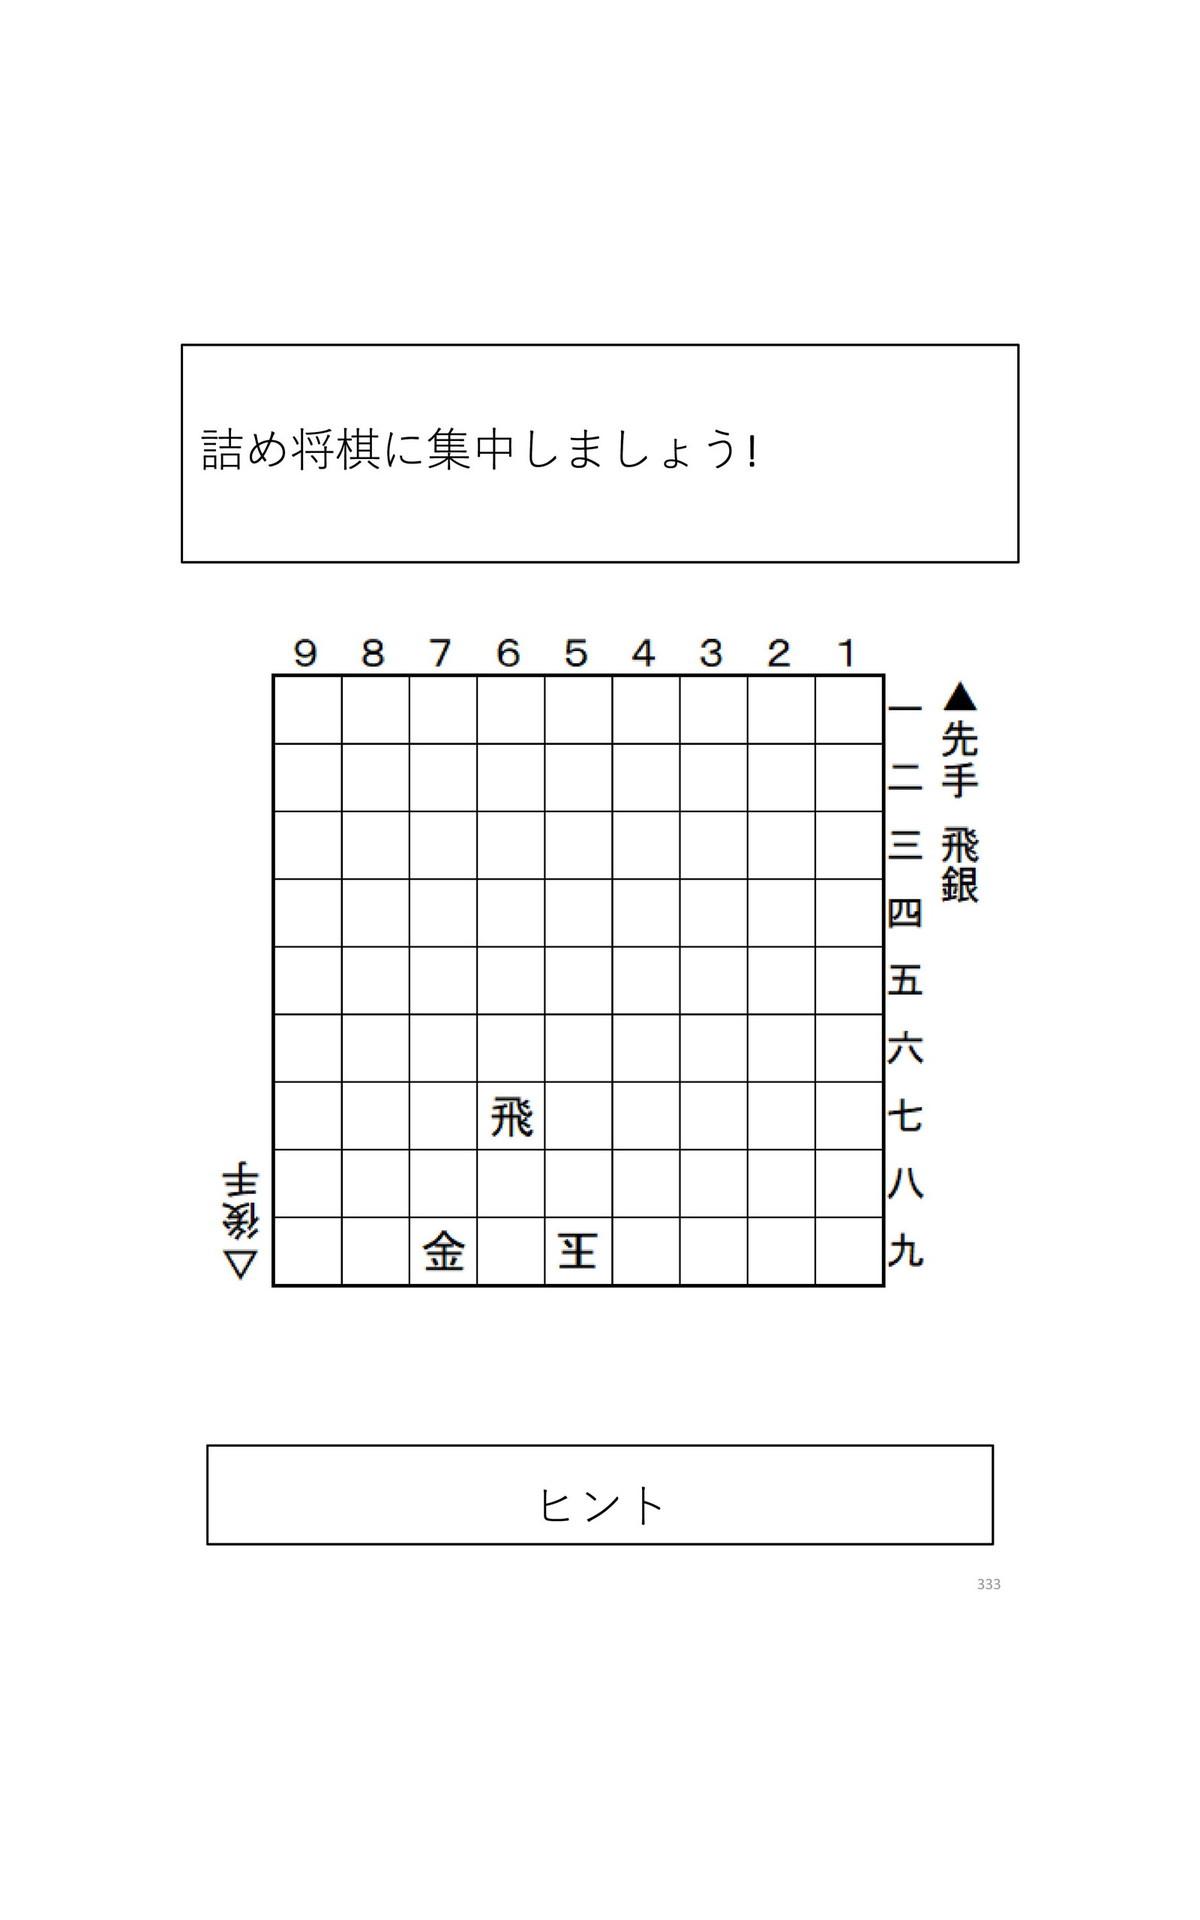 詰め将棋に集中しましょう!
9 8 7 6 5 4 3 2 1
一
二
三
四
五
六
七
八
九
▲先手 飛銀
飛
金 王
△後手
ヒント
333